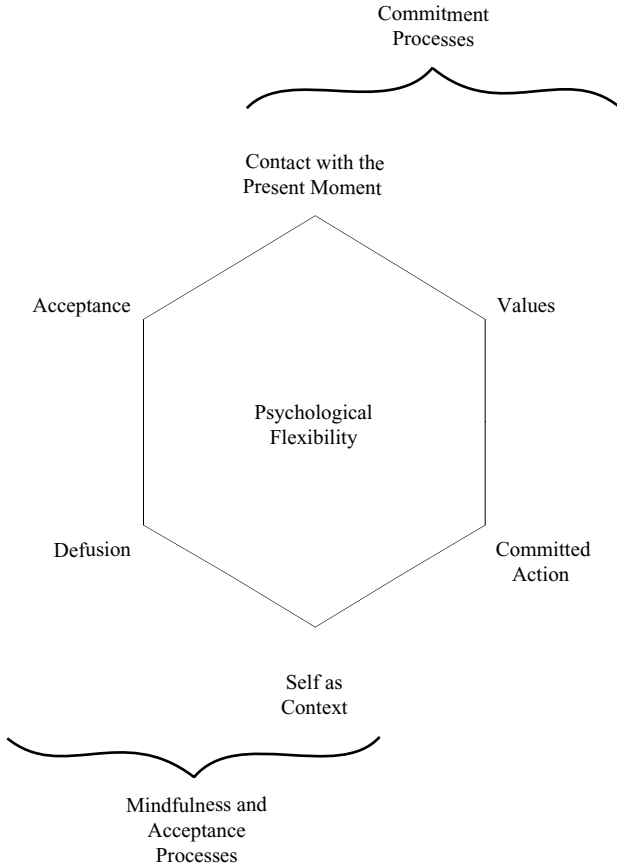 Commitment
Processes
Contact with the
Present Moment
Acceptance
Values
Psychological
Flexibility
Defusion
Committed
Action
Self as
Context
Mindfulness and
Acceptance
Processes